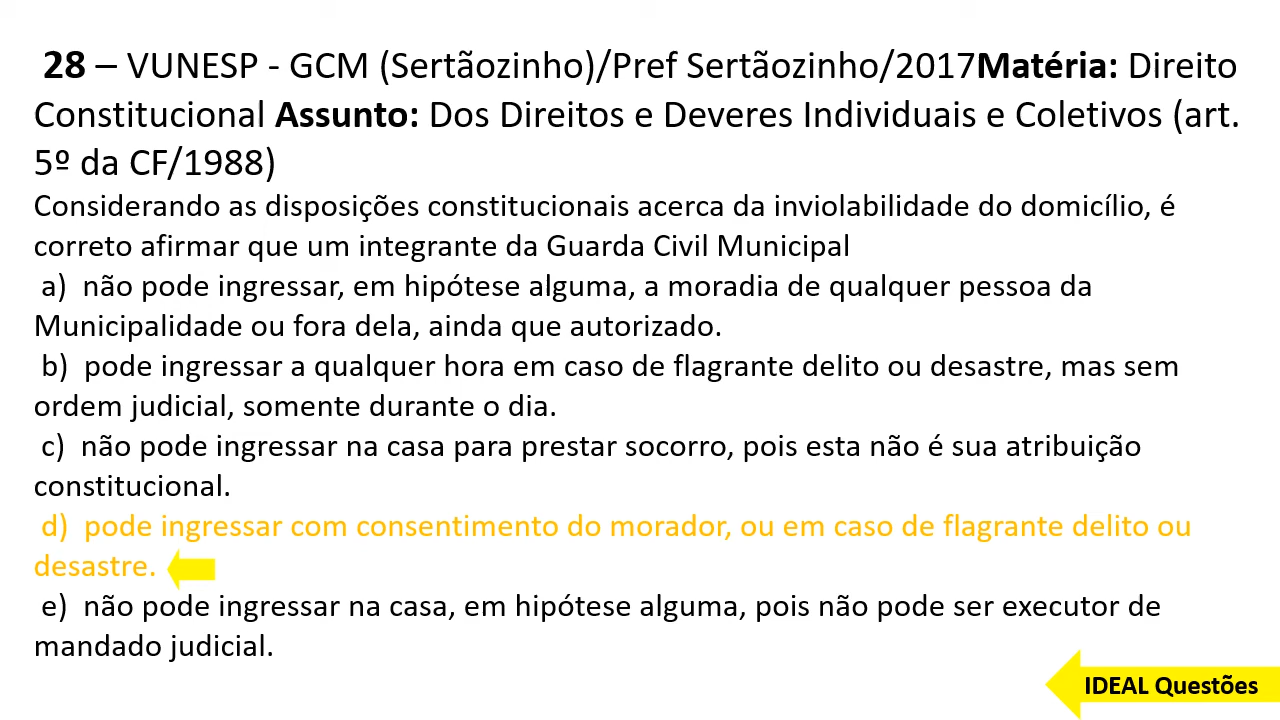 28 – VUNESP - GCM (Sertãozinho)/Pref Sertãozinho/2017Matéria: Direito
Constitucional Assunto: Dos Direitos e Deveres Individuais e Coletivos (art.
5º da CF/1988)
Considerando as disposições constitucionais acerca da inviolabilidade do domicílio, é
correto afirmar que um integrante da Guarda Civil Municipal
a) não pode ingressar, em hipótese alguma, a moradia de qualquer pessoa da
Municipalidade ou fora dela, ainda que autorizado.
b) pode ingressar a qualquer hora em caso de flagrante delito ou desastre, mas sem
ordem judicial, somente durante o dia.
c) não pode ingressar na casa para prestar socorro, pois esta não é sua atribuição
constitucional.
d) pode ingressar com consentimento do morador, ou em caso de flagrante delito ou
desastre.
e) não pode ingressar na casa, em hipótese alguma, pois não pode ser executor de
mandado judicial.
IDEAL Questões